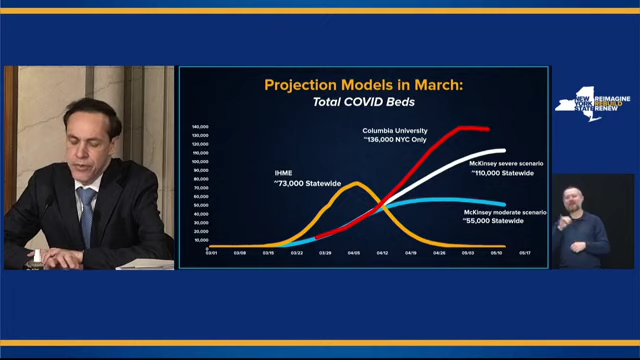 Projection Models in March:
Total COVID Beds
140,000
130,000
120,000
110,000
100,000
90,000
80,000
70,000
60,000
50,000
40,000
30,000
20,000
10,000
0
03/01
03/08
03/15
03/22
03/29
04/05
04/12
04/19
04/26
05/03
05/10
05/17
IHME
~73,000 Statewide
Columbia University
~136,000 NYC Only
McKinsey severe scenario
~110,000 Statewide
McKinsey moderate scenario
~55,000 Statewide
NEW
YORK
STATE
REIMAGINE
REBUILD
RENEW